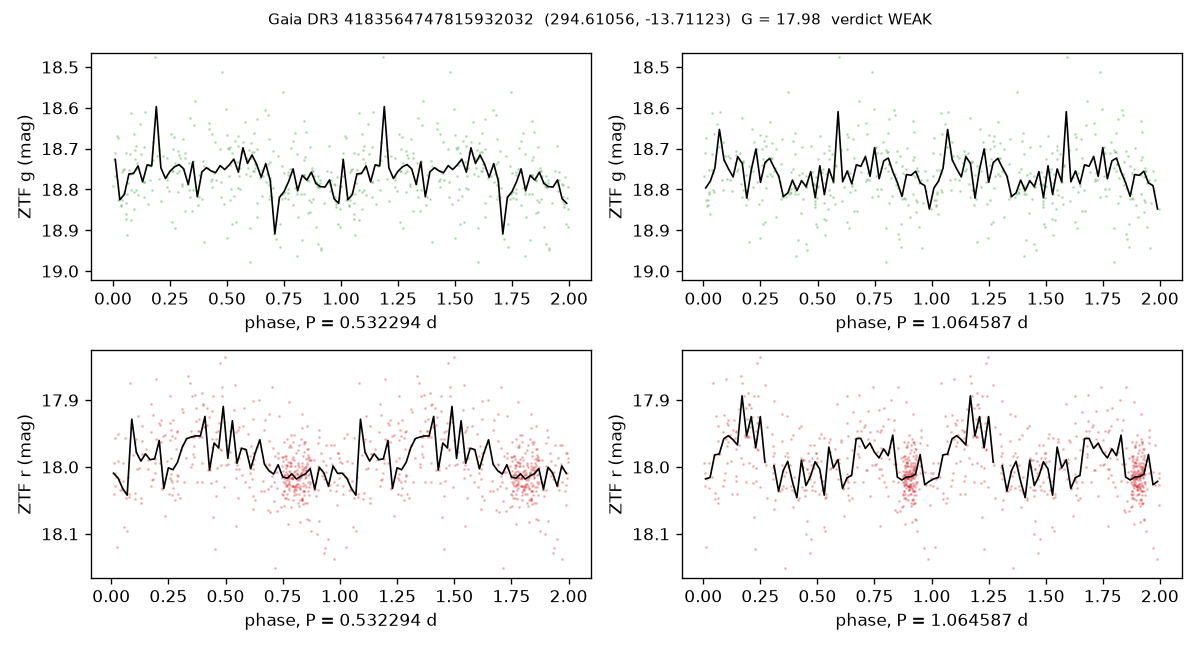 Gaia DR3 4183564747815932032 (294.61056, -13.71123) G = 17.98 verdict WEAK
ZTF g (mag)
18.5
18.6
18.7
18.8
18.9
19.0
0.00 0.25 0.50 0.75 1.00 1.25 1.50 1.75 2.00
phase, P = 0.532294 d
ZTF g (mag)
18.5
18.6
18.7
18.8
18.9
19.0
0.00 0.25 0.50 0.75 1.00 1.25 1.50 1.75 2.00
phase, P = 1.064587 d
ZTF r (mag)
17.9
18.0
18.1
0.00 0.25 0.50 0.75 1.00 1.25 1.50 1.75 2.00
phase, P = 0.532294 d
ZTF r (mag)
17.9
18.0
18.1
0.00 0.25 0.50 0.75 1.00 1.25 1.50 1.75 2.00
phase, P = 1.064587 d